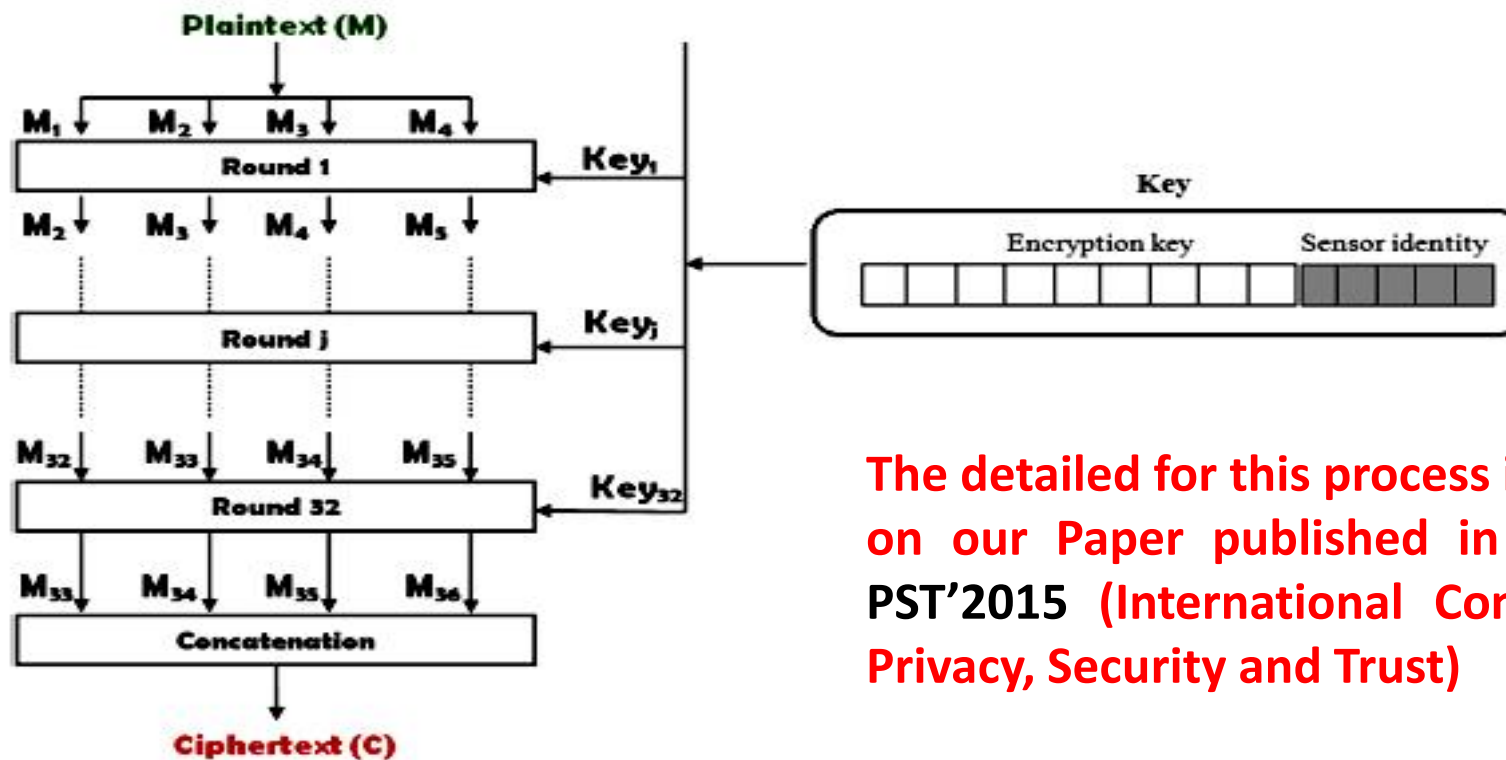 Plaintext (M)
M₁ M₂ M₃ M₄
Round 1
Key₁
M₂ M₃ M₄ M₅
Round j
Keyⱼ
M₃₂ M₃₃ M₃₄ M₃₅
Round 32
Key₃₂
M₃₃ M₃₄ M₃₅ M₃₆
Concatenation
Ciphertext (C)
Key
Encryption key Sensor identity
The detailed for this process
on our Paper published in
PST’2015 (International
Privacy, Security and Trust)